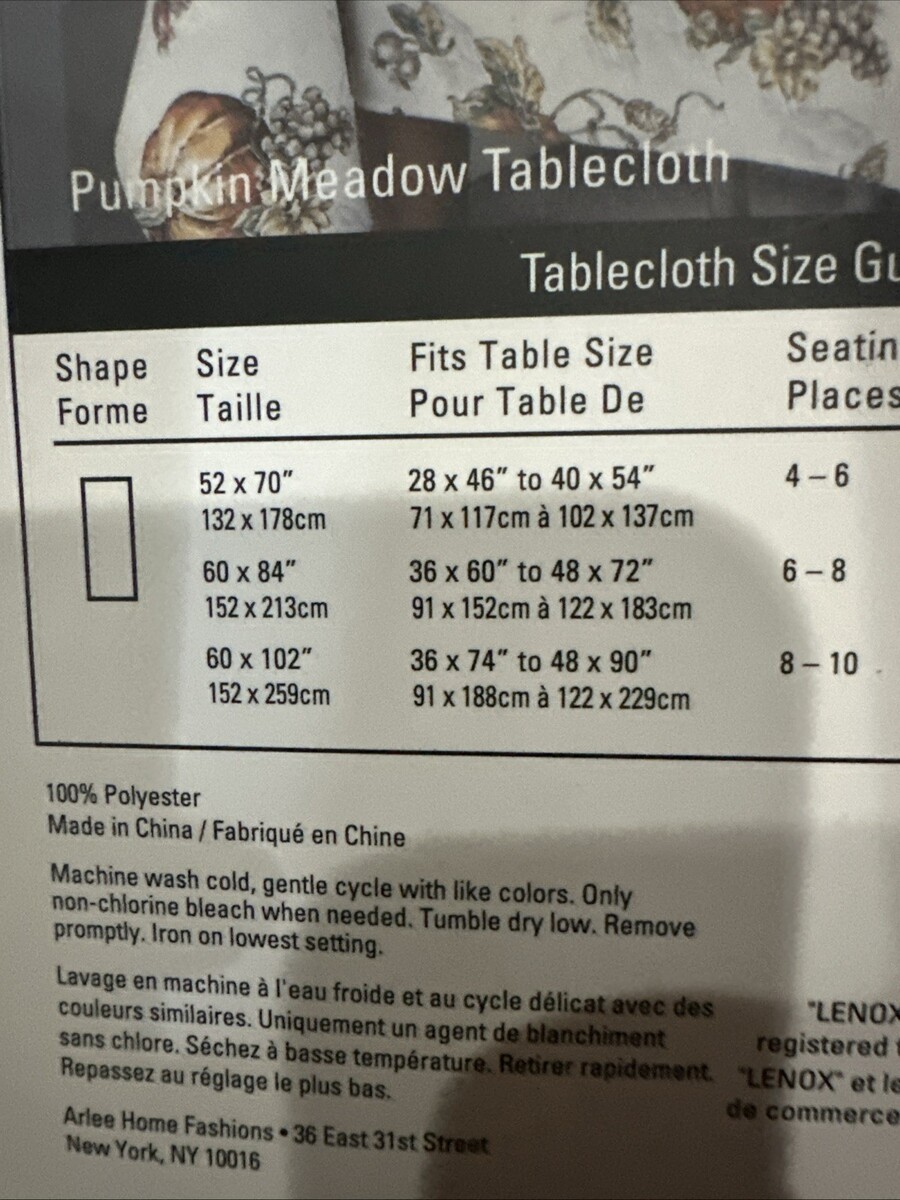 Pumpkin Meadow Tablecloth
Tablecloth Size Gu
Shape Size Fits Table Size Seatin
Forme Taille Pour Table De Places
52 x 70" 28 x 46" to 40 x 54" 4 – 6
132 x 178cm 71 x 117cm à 102 x 137cm
60 x 84" 36 x 60" to 48 x 72" 6 – 8
152 x 213cm 91 x 152cm à 122 x 183cm
60 x 102" 36 x 74" to 48 x 90" 8 – 10
152 x 259cm 91 x 188cm à 122 x 229cm
100% Polyester
Made in China / Fabriqué en Chine
Machine wash cold, gentle cycle with like colors. Only
non-chlorine bleach when needed. Tumble dry low. Remove
promptly. Iron on lowest setting.
Lavage en machine à l'eau froide et au cycle délicat avec des
couleurs similaires. Uniquement un agent de blanchiment
sans chlore. Séchez à basse température. Retirer rapidement.
Repassez au réglage le plus bas.
Arlee Home Fashions • 36 East 31st Street
New York, NY 10016
"LENOX
registered t
"LENOX" et le
de commerce